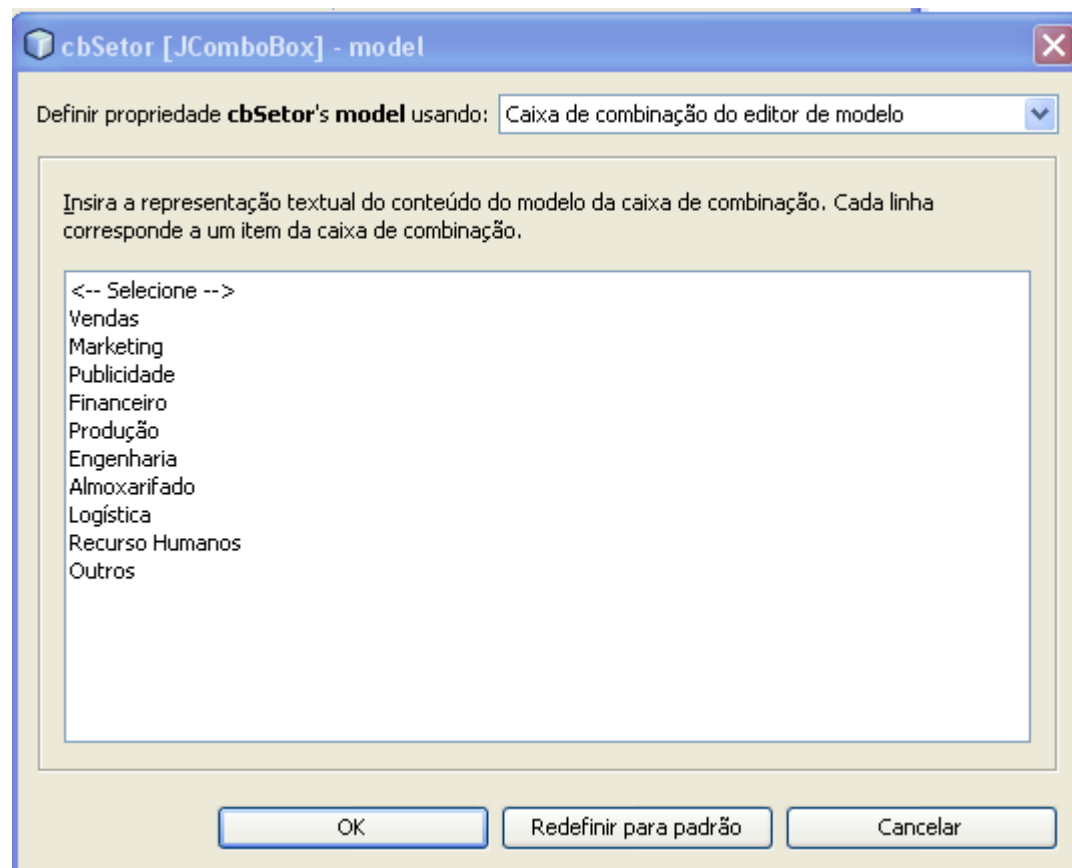 cbSetor [JComboBox] - model
Definir propriedade cbSetor's model usando: Caixa de combinação do editor de modelo
Insira a representação textual do conteúdo do modelo da caixa de combinação. Cada linha
corresponde a um item da caixa de combinação.
<-- Selecione -->
Vendas
Marketing
Publicidade
Financeiro
Produção
Engenharia
Almoxarifado
Logística
Recurso Humanos
Outros
OK Redefinir para padrão Cancelar